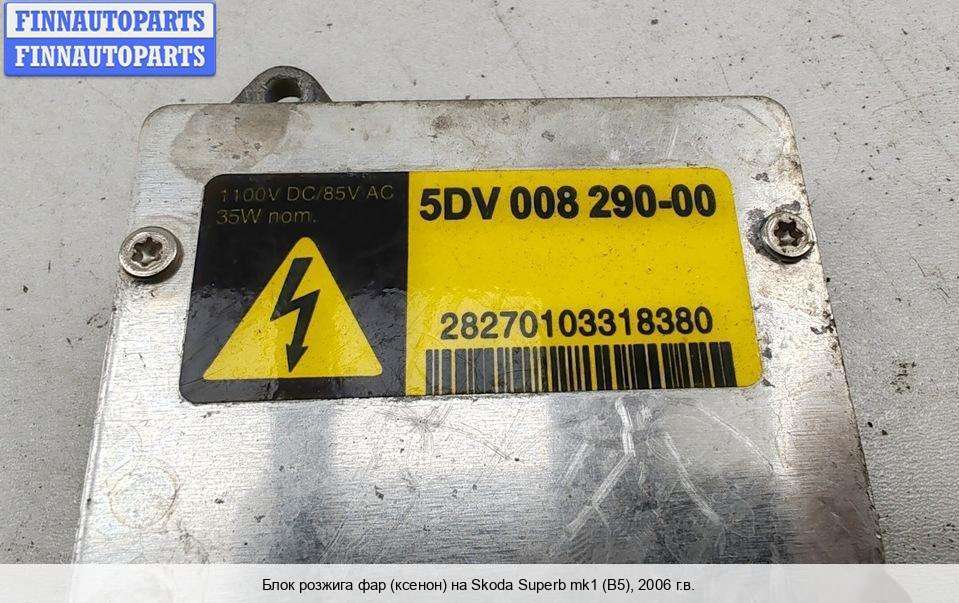 FINNAUTOPARTS
FINNAUTOPARTS
1100V DC/85V AC
35W nom.
5DV 008 290-00
28270103318380
Блок розжига фар (ксенон) на Skoda Superb mk1 (B5), 2006 г.в.